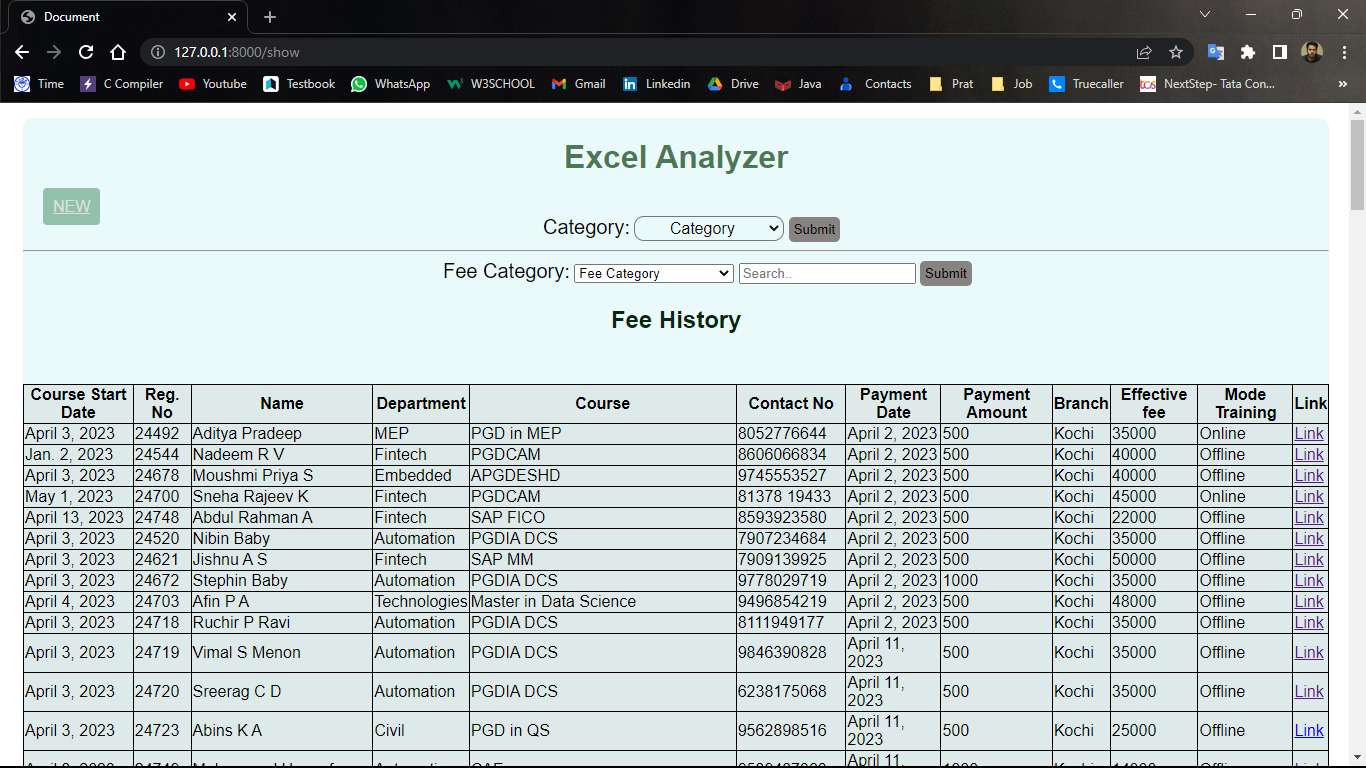 Document
127.0.0.1:8000/show
Time C Compiler Youtube Testbook WhatsApp W3SCHOOL Gmail Linkedin Drive Java Contacts Prat Job Truecaller tcs NextStep- Tata Con... »
Excel Analyzer
NEW
Category: Category Submit
Fee Category: Fee Category Search.. Submit
Fee History
Course Start Date Reg. No Name Department Course Contact No Payment Date Payment Amount Branch Effective fee Mode Training Link
April 3, 2023 24492 Aditya Pradeep MEP PGD in MEP 8052776644 April 2, 2023 500 Kochi 35000 Online Link
Jan. 2, 2023 24544 Nadeem R V Fintech PGDCAM 8606066834 April 2, 2023 500 Kochi 40000 Offline Link
April 3, 2023 24678 Moushmi Priya S Embedded APGDESHD 9745553527 April 2, 2023 500 Kochi 40000 Offline Link
May 1, 2023 24700 Sneha Rajeev K Fintech PGDCAM 81378 19433 April 2, 2023 500 Kochi 45000 Online Link
April 13, 2023 24748 Abdul Rahman A Fintech SAP FICO 8593923580 April 2, 2023 500 Kochi 22000 Offline Link
April 3, 2023 24520 Nibin Baby Automation PGDIA DCS 7907234684 April 2, 2023 500 Kochi 35000 Offline Link
April 3, 2023 24621 Jishnu A S Fintech SAP MM 7909139925 April 2, 2023 500 Kochi 50000 Offline Link
April 3, 2023 24672 Stephin Baby Automation PGDIA DCS 9778029719 April 2, 2023 1000 Kochi 35000 Offline Link
April 4, 2023 24703 Afin P A Technologies Master in Data Science 9496854219 April 2, 2023 500 Kochi 48000 Offline Link
April 3, 2023 24718 Ruchir P Ravi Automation PGDIA DCS 8111949177 April 2, 2023 500 Kochi 35000 Offline Link
April 3, 2023 24719 Vimal S Menon Automation PGDIA DCS 9846390828 April 11, 2023 500 Kochi 35000 Offline Link
April 3, 2023 24720 Sreerag C D Automation PGDIA DCS 6238175068 April 11, 2023 500 Kochi 35000 Offline Link
April 3, 2023 24723 Abins K A Civil PGD in QS 9562898516 April 11, 2023 500 Kochi 25000 Offline Link
April 11,